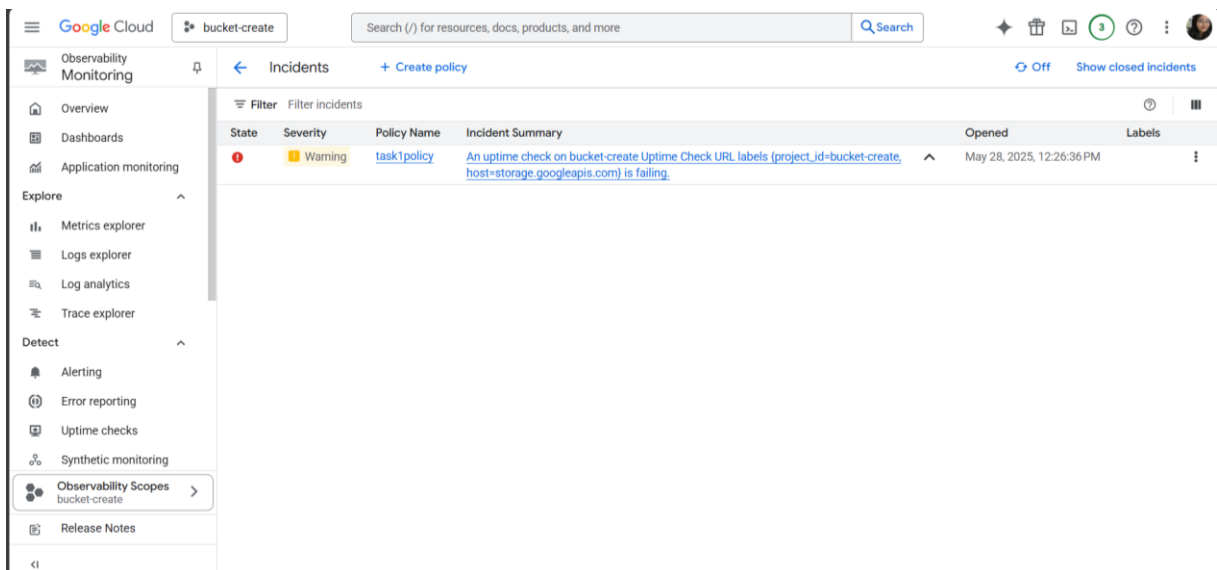 Google Cloud
bucket-create
Search (/) for resources, docs, products, and more
Search
3
Observability
Monitoring
Incidents
+ Create policy
Off
Show closed incidents
Overview
Dashboards
Application monitoring
Explore
Metrics explorer
Logs explorer
Log analytics
Trace explorer
Detect
Alerting
Error reporting
Uptime checks
Synthetic monitoring
Observability Scopes
bucket-create
Release Notes
Filter Filter incidents
State Severity Policy Name Incident Summary Opened Labels
Warning task1policy An uptime check on bucket-create Uptime Check URL labels {project_id=bucket-create, May 28, 2025, 12:26:36 PM
host=storage.googleapis.com} is failing.